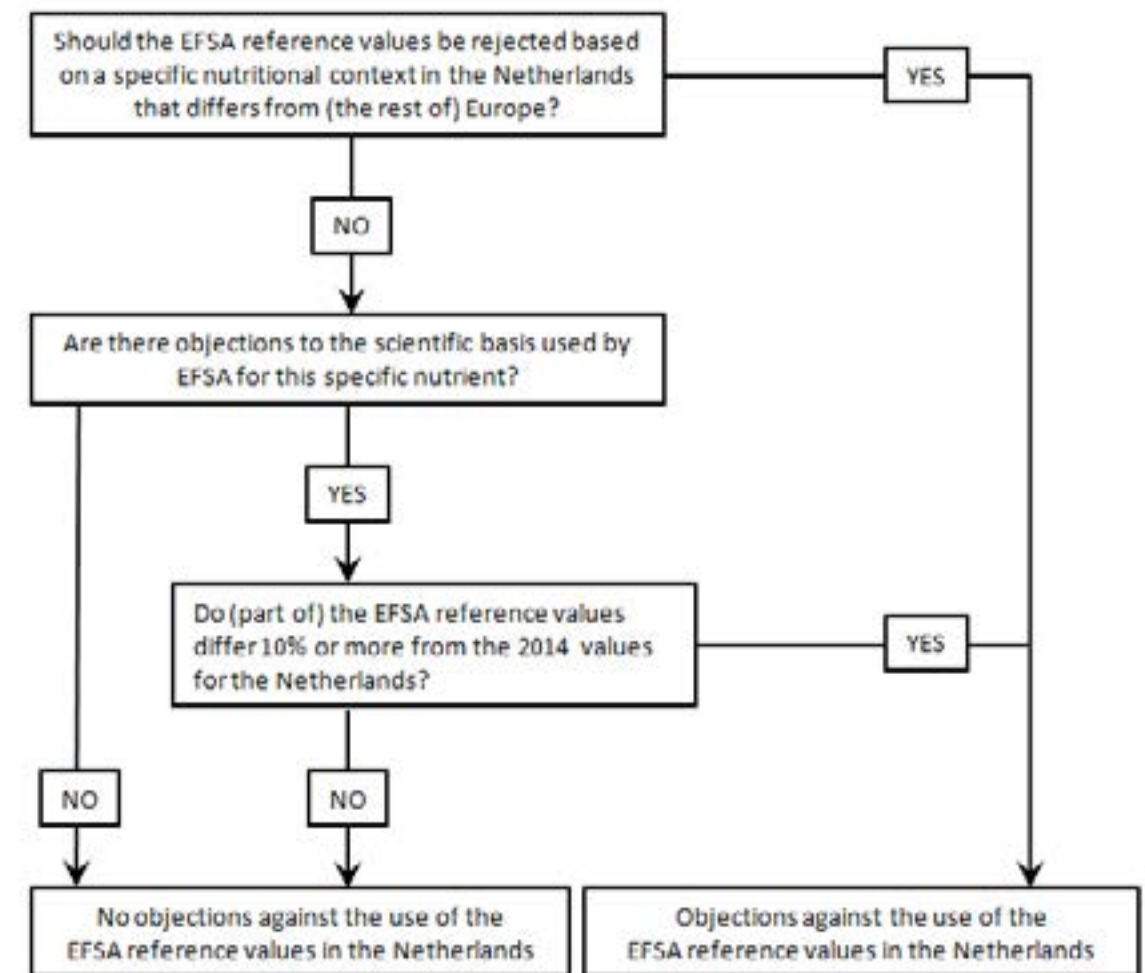 Should the EFSA reference values be rejected based
on a specific nutritional context in the Netherlands
that differs from (the rest of) Europe?
YES
NO
Are there objections to the scientific basis used by
EFSA for this specific nutrient?
YES
Do (part of) the EFSA reference values
differ 10% or more from the 2014 values
for the Netherlands?
YES
NO
NO
No objections against the use of the
EFSA reference values in the Netherlands
Objections against the use of the
EFSA reference values in the Netherlands